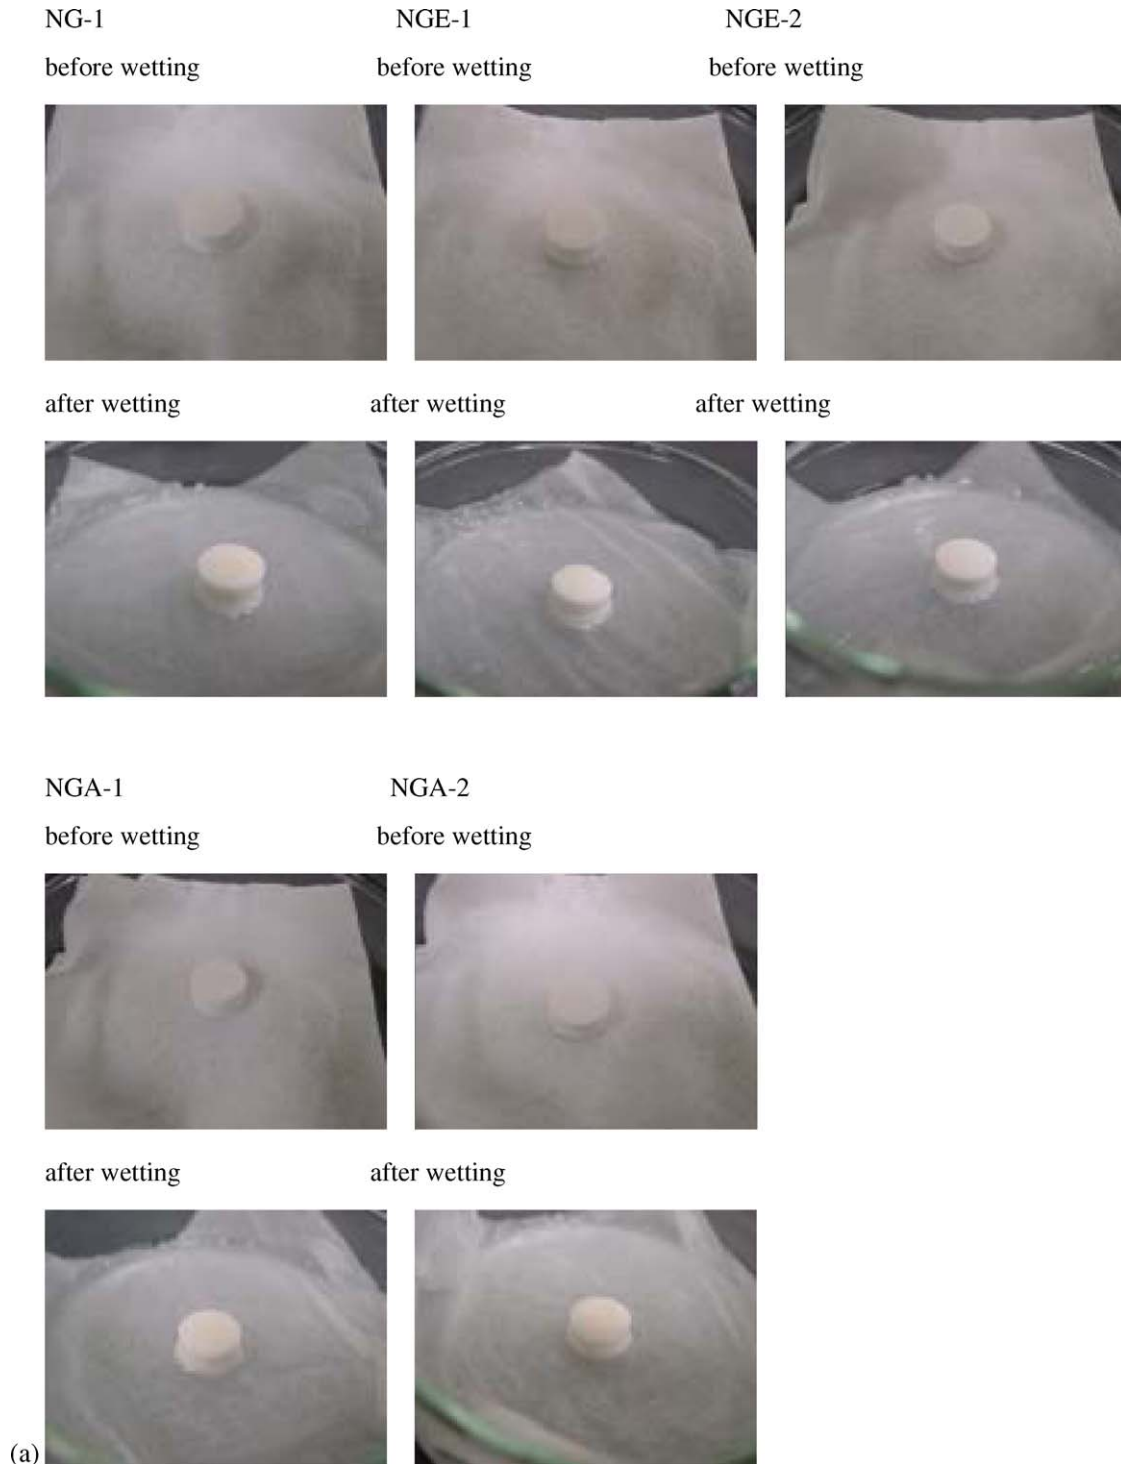 NG-1 NGE-1 NGE-2
before wetting before wetting before wetting
after wetting after wetting after wetting
NGA-1 NGA-2
before wetting before wetting
after wetting after wetting
(a)